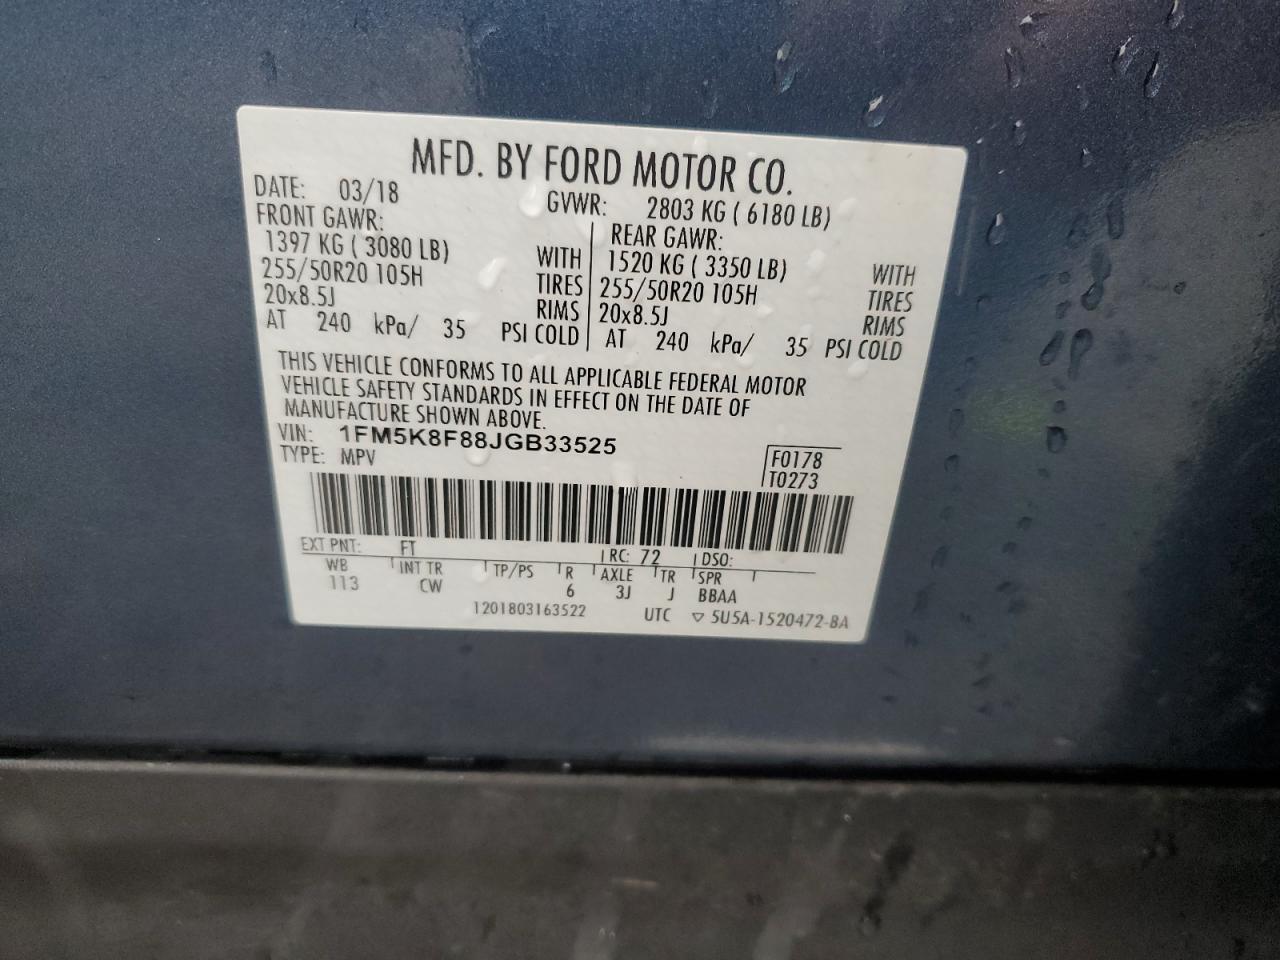 MFD. BY FORD MOTOR CO.
DATE: 03/18 GVWR: 2803 KG ( 6180 LB)
FRONT GAWR: REAR GAWR:
1397 KG ( 3080 LB) WITH 1520 KG ( 3350 LB) WITH
255/50R20 105H TIRES 255/50R20 105H TIRES
20x8.5J RIMS 20x8.5J RIMS
AT 240 kPa/ 35 PSI COLD AT 240 kPa/ 35 PSI COLD
THIS VEHICLE CONFORMS TO ALL APPLICABLE FEDERAL MOTOR
VEHICLE SAFETY STANDARDS IN EFFECT ON THE DATE OF
MANUFACTURE SHOWN ABOVE.
VIN: 1FM5K8F88JGB33525
TYPE: MPV
F0178
T0273
EXT PNT: FT RC: 72 DSO:
WB INT TR TP/PS R AXLE TR SPR
113 CW 6 3J J BBAA
1201803163522 UTC ▽ 5U5A-1520472-BA